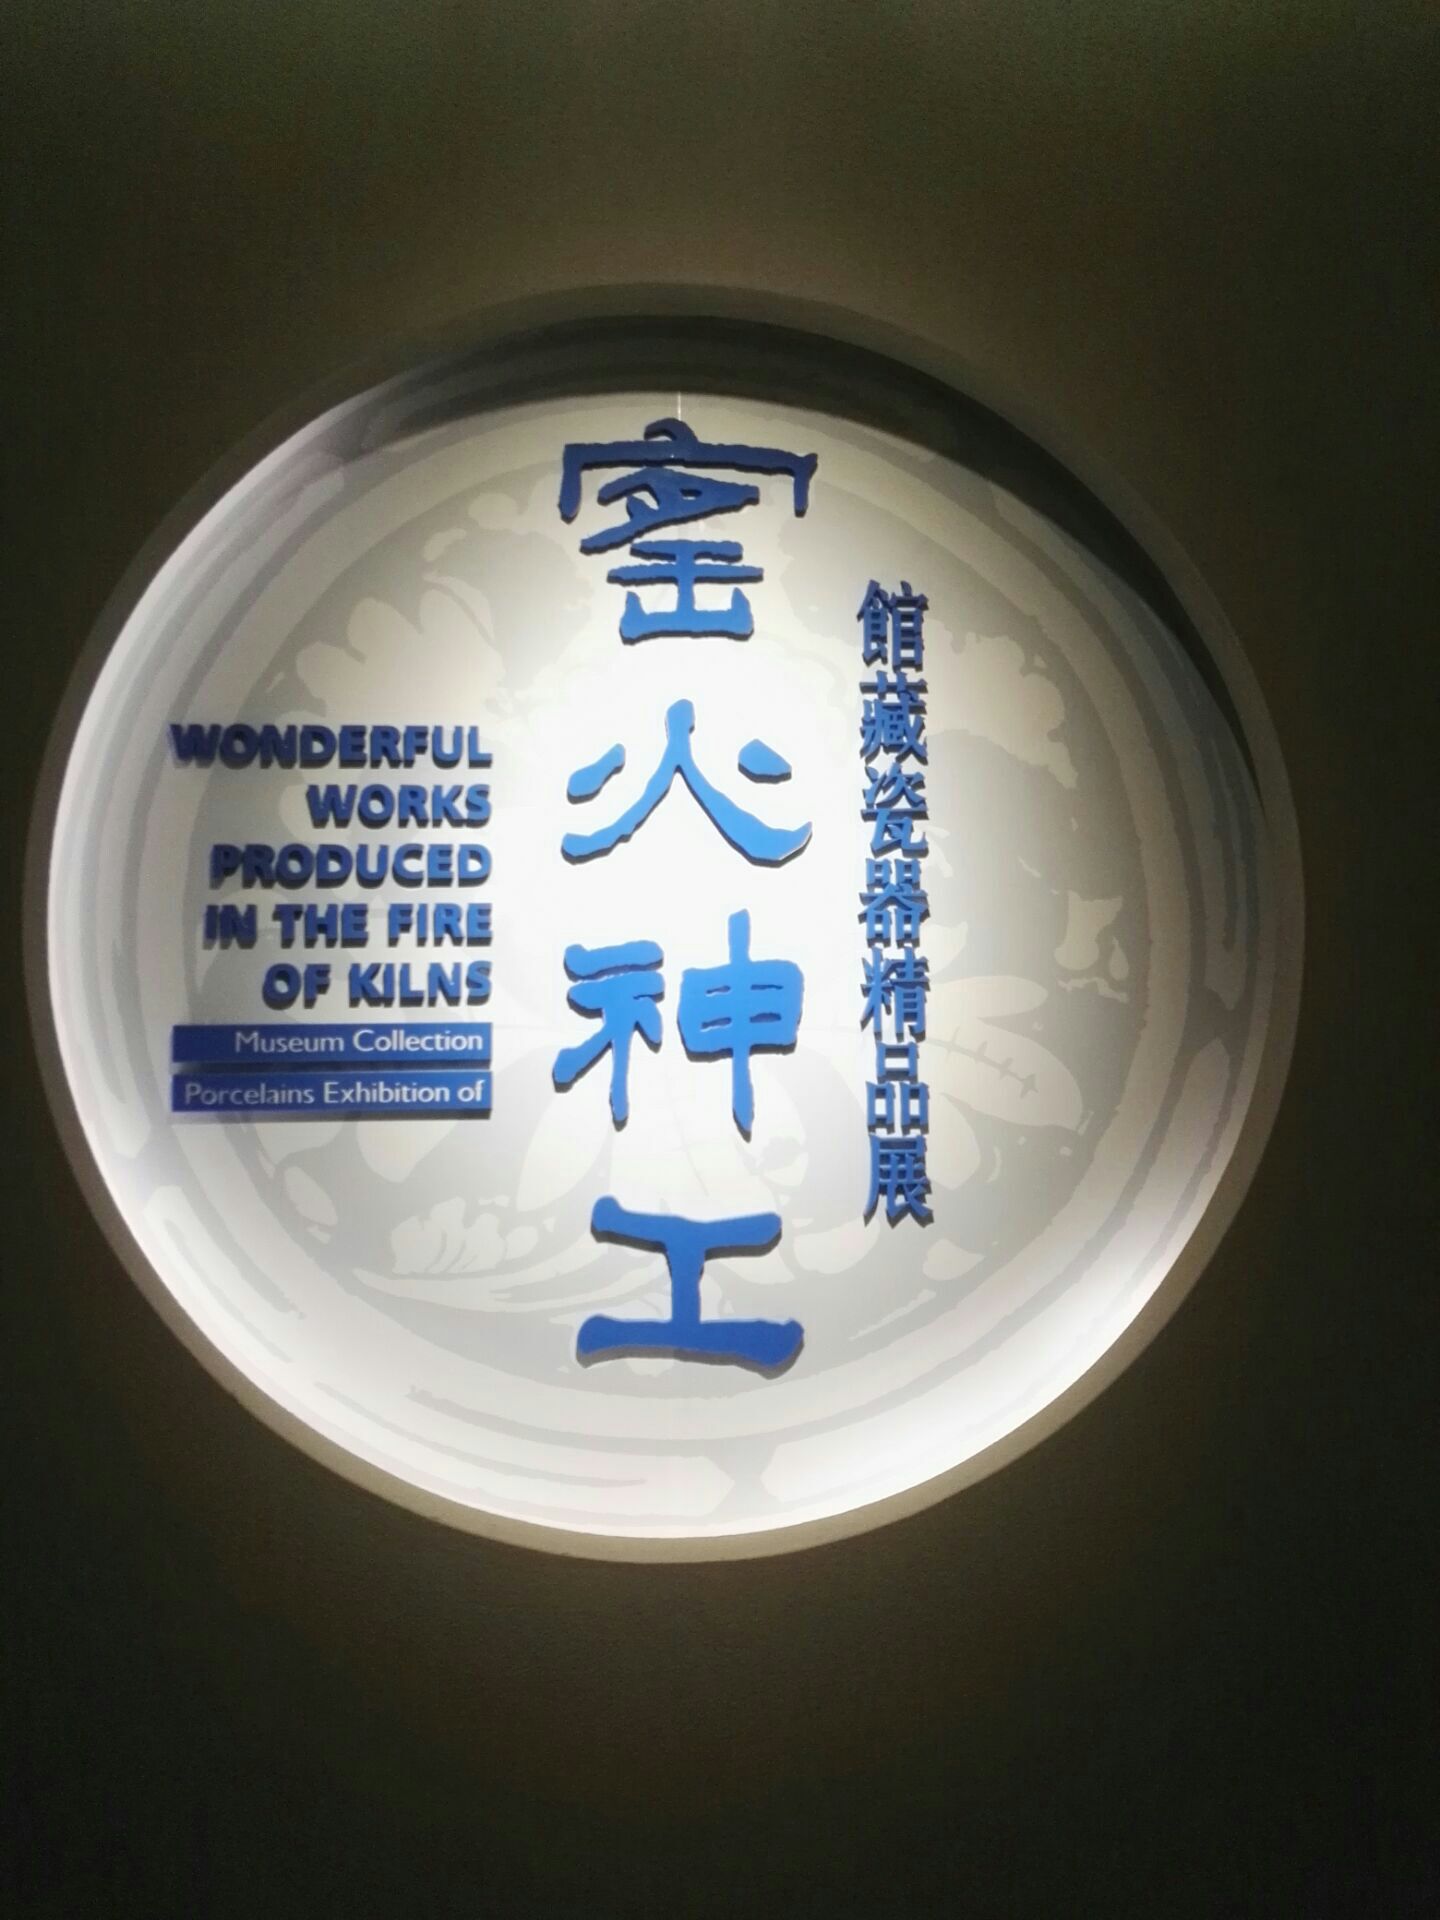 館藏瓷器精品展
窑火神工
WONDERFUL
WORKS
PRODUCED
IN THE FIRE
OF KILNS
Museum Collection
Porcelains Exhibition of